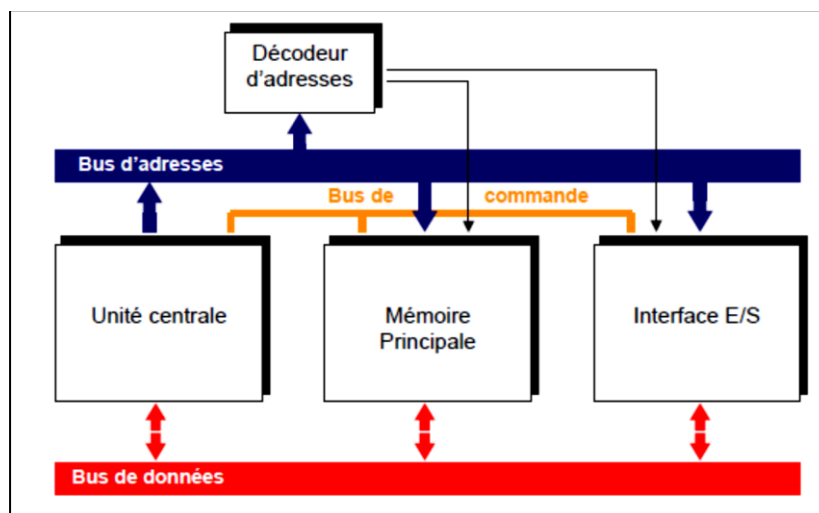 Décodeur
d'adresses
Bus d'adresses
Bus de commande
Unité centrale
Mémoire
Principale
Interface E/S
Bus de données